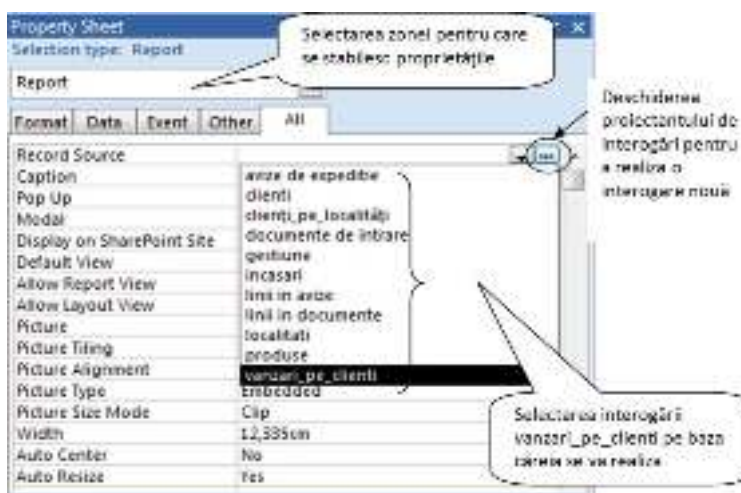 Property Sheet
Selection type: Report
Selectarea zonei pentru care
se stabilesc proprietățile
Report
Format Data Event Other All
Record Source
Caption
Pop Up
Modal
Display on SharePoint Site
Default View
Allow Report View
Allow Layout View
Picture
Picture Tiling
Picture Alignment
Picture Type
Picture Size Mode
Width
Auto Center
Auto Resize
avize de expeditie
clienti
clienți_pe_localități
documente de intrare
gestiune
incasari
linii in avize
linii in documente
localitati
produse
vanzari_pe_clienti
Embedded
Clip
12,335cm
No
Yes
Deschiderea
proiectantului de
interogări pentru
a realiza o
interogare nouă
Selectarea interogării
vanzari_pe_clienti pe baza
căreia se va realiza